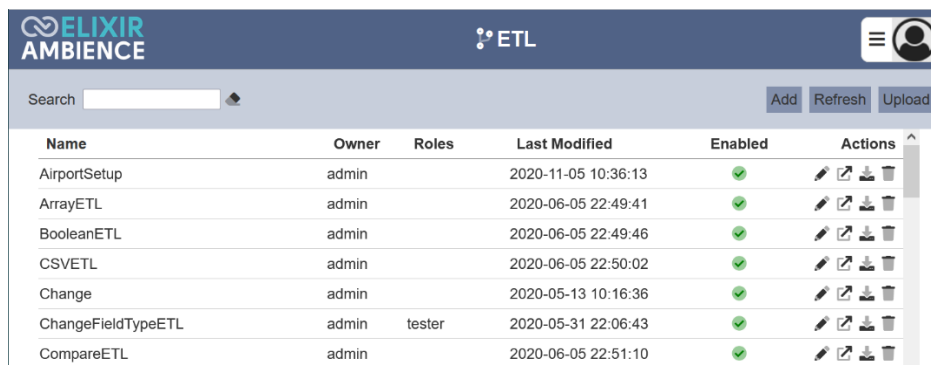 ELIXIR
AMBIENCE
ETL
Search
Add Refresh Upload
Name Owner Roles Last Modified Enabled Actions
AirportSetup admin 2020-11-05 10:36:13
ArrayETL admin 2020-06-05 22:49:41
BooleanETL admin 2020-06-05 22:49:46
CSVETL admin 2020-06-05 22:50:02
Change admin 2020-05-13 10:16:36
ChangeFieldTypeETL admin tester 2020-05-31 22:06:43
CompareETL admin 2020-06-05 22:51:10